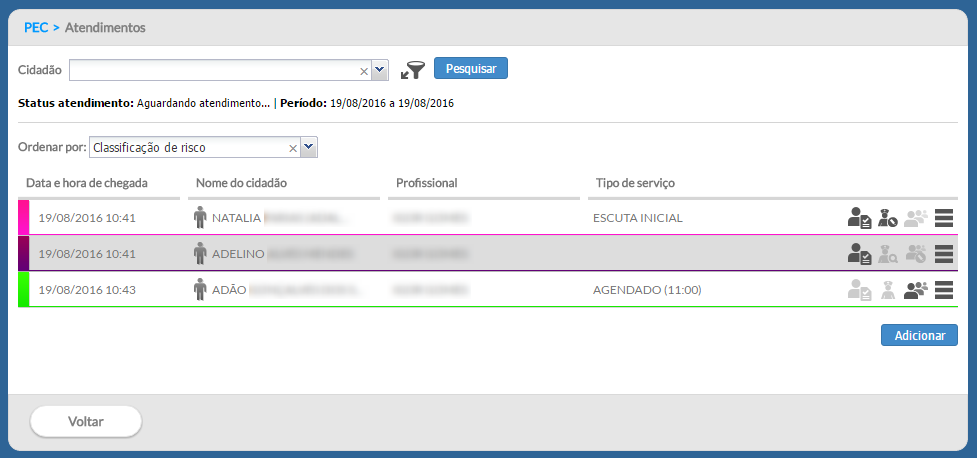 PEC > Atendimentos
Cidadão Pesquisar
Status atendimento: Aguardando atendimento... | Período: 19/08/2016 a 19/08/2016
Ordenar por: Classificação de risco
Data e hora de chegada Nome do cidadão Profissional Tipo de serviço
19/08/2016 10:41 NATALIA ESCUTA INICIAL
19/08/2016 10:41 ADELINO
19/08/2016 10:43 ADÃO AGENDADO (11:00)
Adicionar
Voltar